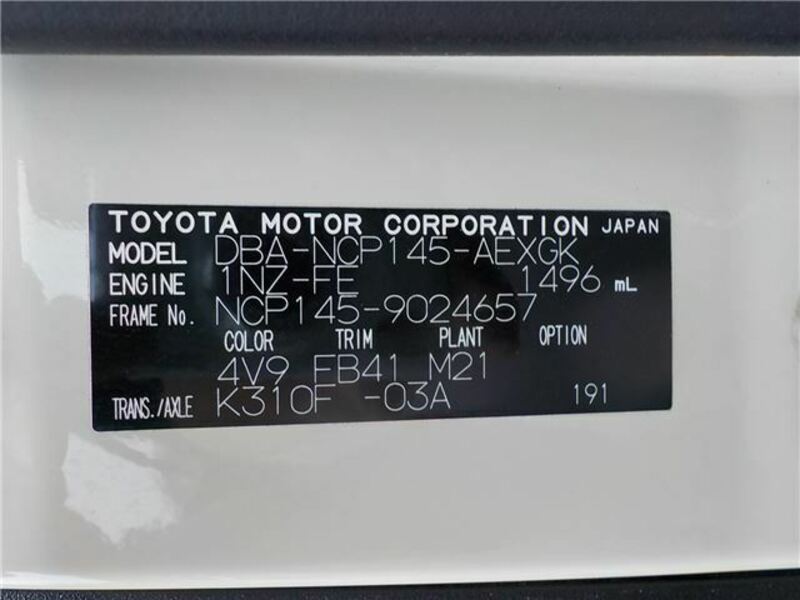 TOYOTA MOTOR CORPORATION JAPAN
MODEL DBA-NCP145-AEXGK
ENGINE 1NZ-FE 1496 mL
FRAME No. NCP145-9024657
COLOR TRIM PLANT OPTION
4V9 FB41 M21
TRANS./AXLE K310F -03A 191